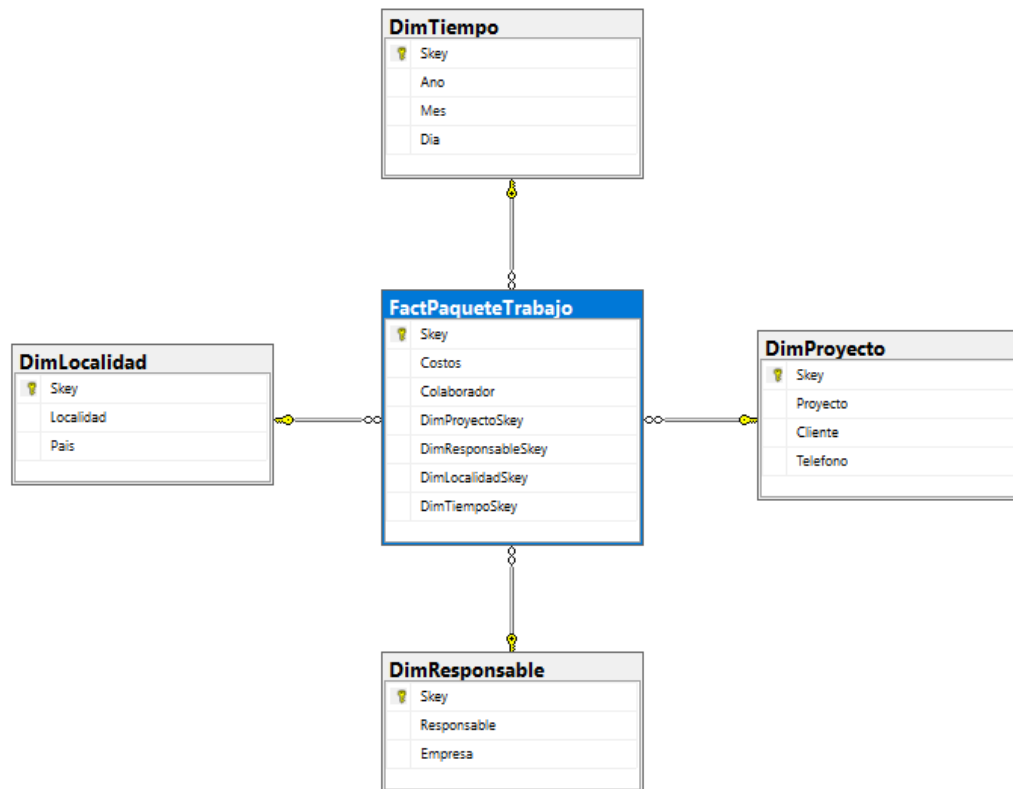 DimTiempo
Skey
Ano
Mes
Dia
FactPaqueteTrabajo
Skey
Costos
Colaborador
DimProyectoSkey
DimResponsableSkey
DimLocalidadSkey
DimTiempoSkey
DimLocalidad
Skey
Localidad
Pais
DimProyecto
Skey
Proyecto
Cliente
Telefono
DimResponsable
Skey
Responsable
Empresa